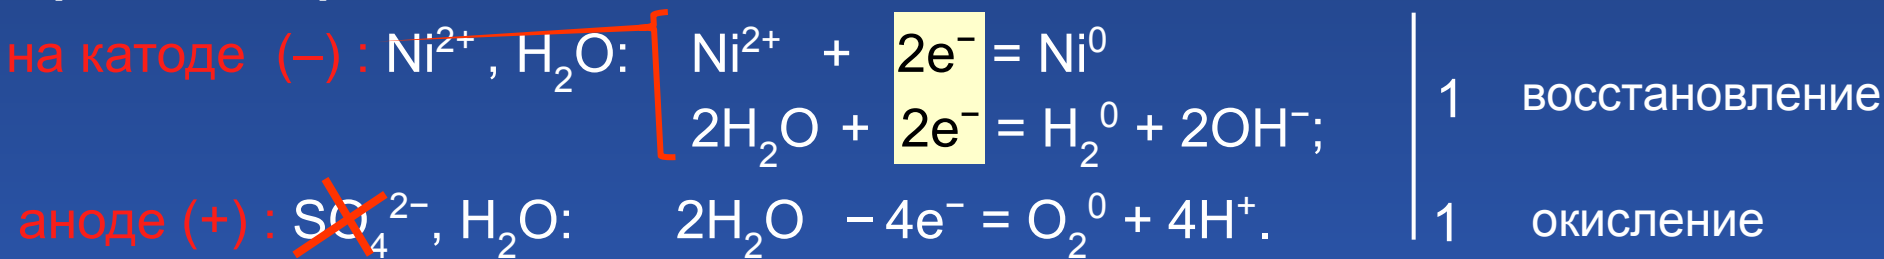 на катоде (–) : Ni²⁺ , H₂O: Ni²⁺ + 2e⁻ = Ni⁰
2H₂O + 2e⁻ = H₂⁰ + 2OH⁻;
1 восстановление
аноде (+) : SO₄²⁻, H₂O: 2H₂O − 4e⁻ = O₂⁰ + 4H⁺. 1 окисление